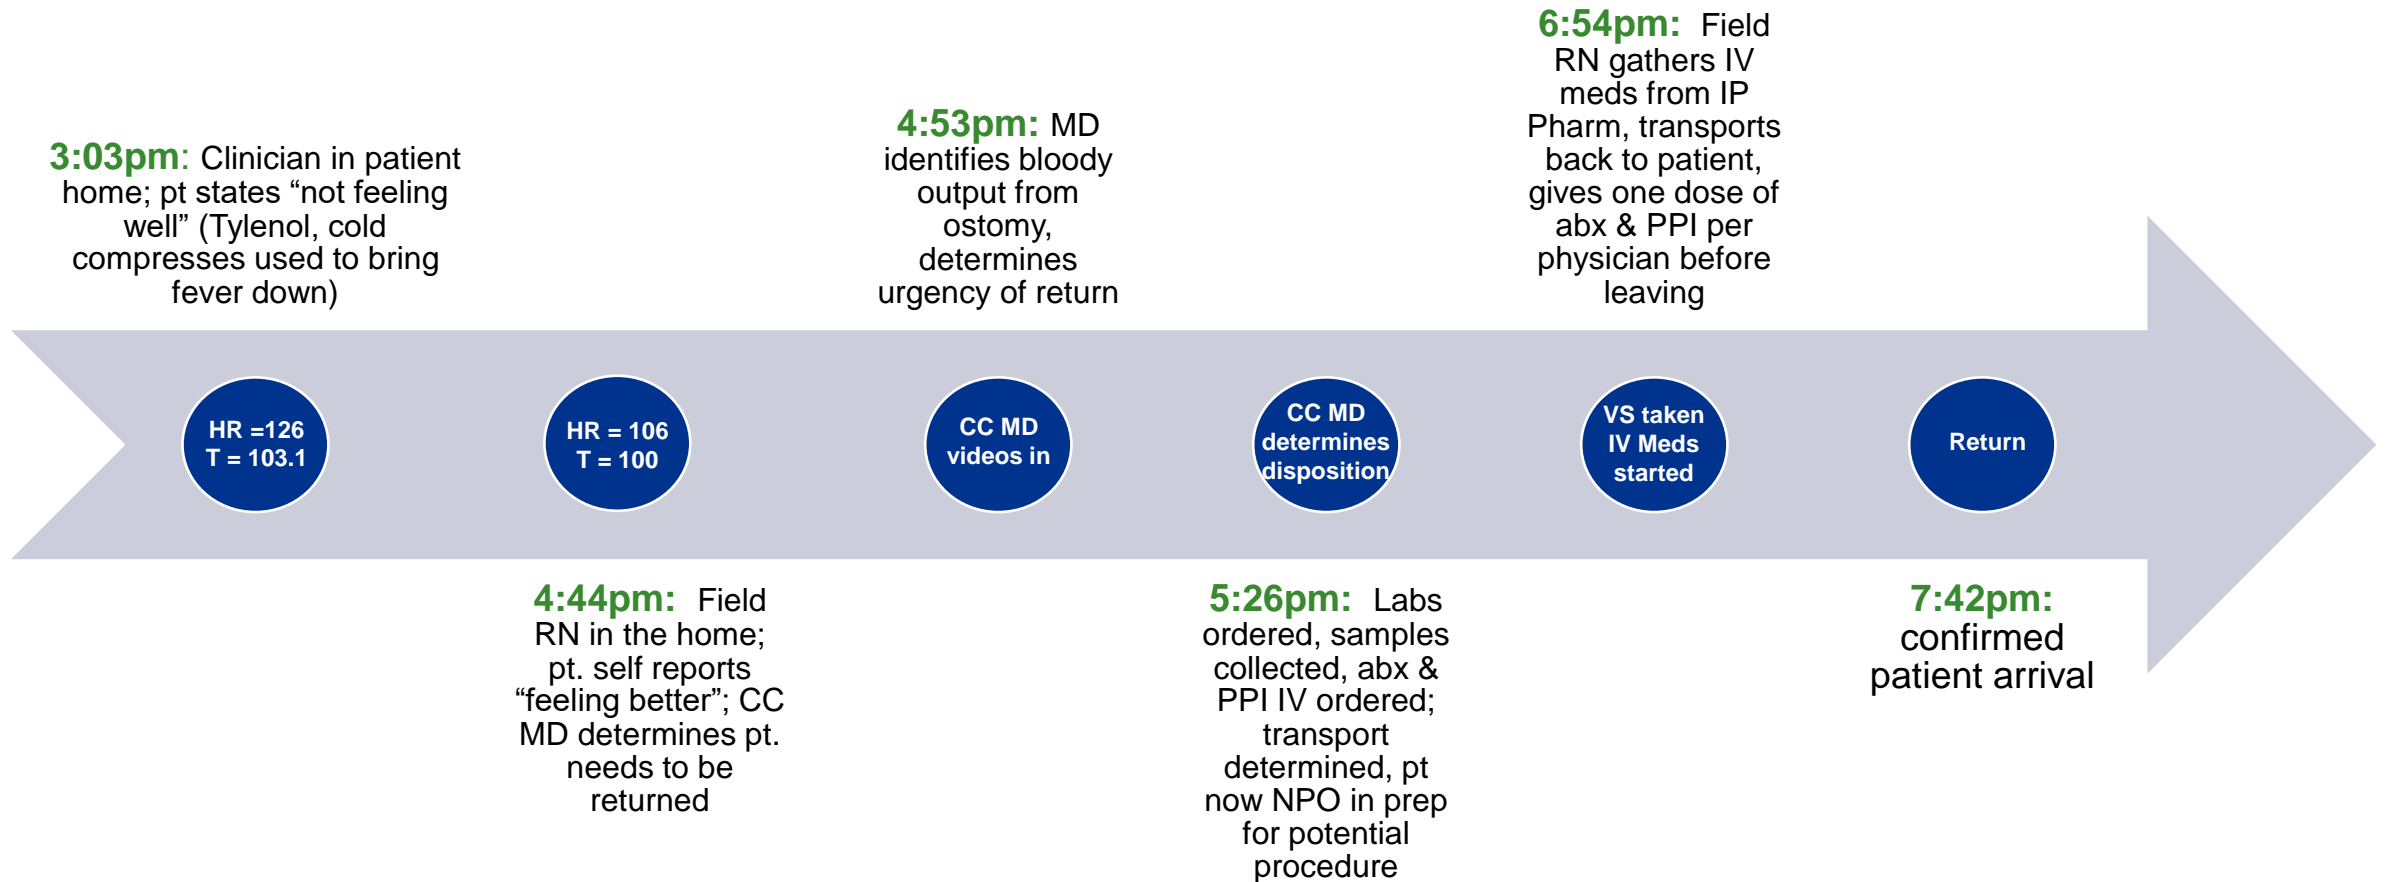 3:03pm: Clinician in patient
home; pt states “not feeling
well” (Tylenol, cold
compresses used to bring
fever down)
HR =126
T = 103.1
HR = 106
T = 100
4:44pm: Field
RN in the home;
pt. self reports
“feeling better”; CC
MD determines pt.
needs to be
returned
4:53pm: MD
identifies bloody
output from
ostomy,
determines
urgency of return
CC MD
videos in
CC MD
determines
disposition
5:26pm: Labs
ordered, samples
collected, abx &
PPI IV ordered;
transport
determined, pt
now NPO in prep
for potential
procedure
6:54pm: Field
RN gathers IV
meds from IP
Pharm, transports
back to patient,
gives one dose of
abx & PPI per
physician before
leaving
VS taken
IV Meds
started
Return
7:42pm:
confirmed
patient arrival